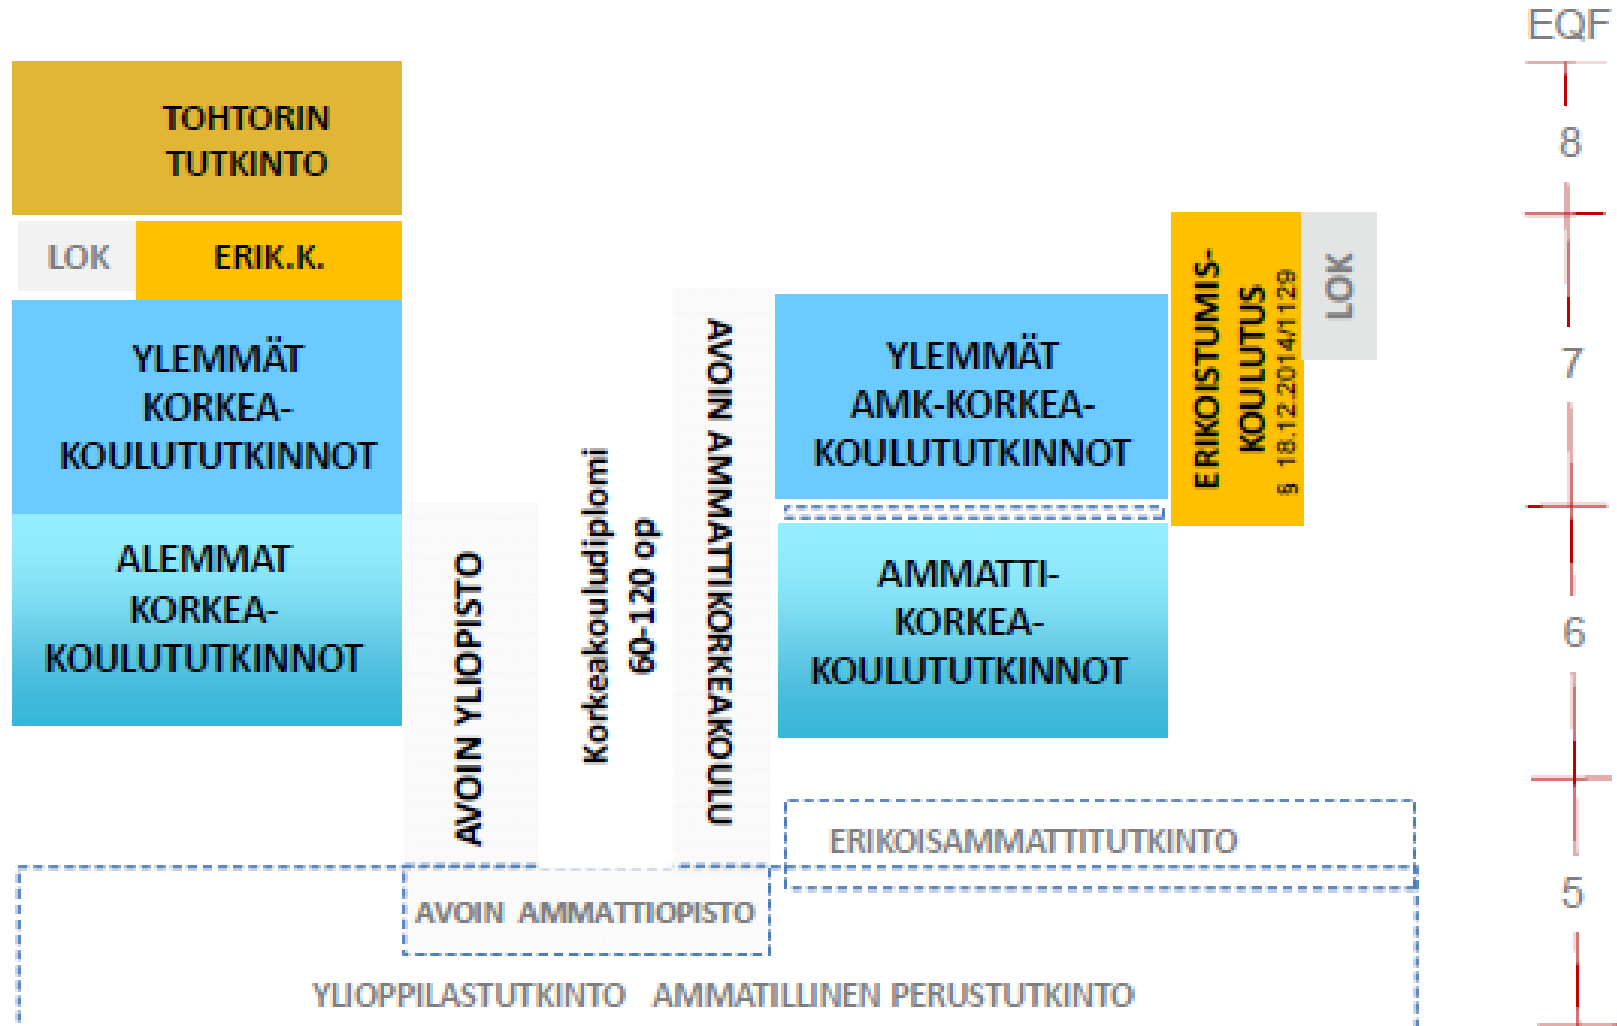 EQF
TOHTORIN
TUTKINTO
8
LOK
ERIK.K.
YLEMMÄT
KORKEA-
KOULUTUTKINNOT
ALEMMAT
KORKEA-
KOULUTUTKINNOT
AVOIN YLIOPISTO
Korkeakouludiplomi
60-120 op
AVOIN AMMATTIKORKEAKOULU
YLEMMÄT
AMK-KORKEA-
KOULUTUTKINNOT
AMMATTI-
KORKEA-
KOULUTUTKINNOT
ERIKOISTUMIS-
KOULUTUS
§ 18.12.2014/1129
LOK
7
6
ERIKOISAMMATTITUTKINTO
5
AVOIN AMMATTIOPISTO
YLIOPPILASTUTKINTO AMMATILLINEN PERUSTUTKINTO